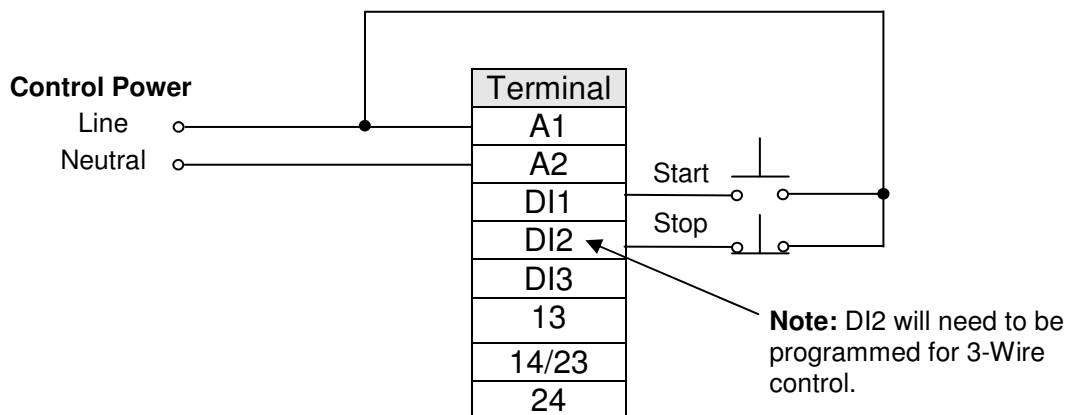 Control Power
Line
Neutral
Terminal
A1
A2
DI1
DI2
DI3
13
14/23
24
Start
Stop
Note: DI2 will need to be
programmed for 3-Wire
control.